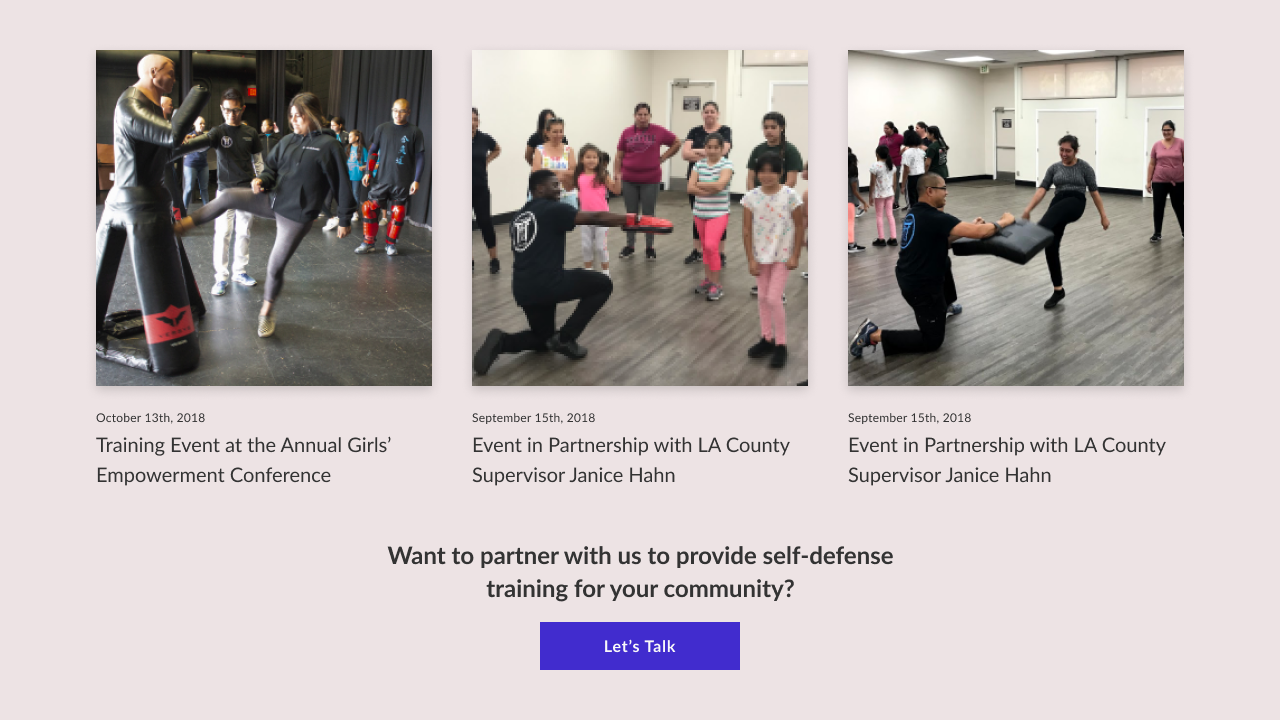 October 13th, 2018
Training Event at the Annual Girls’
Empowerment Conference
September 15th, 2018
Event in Partnership with LA County
Supervisor Janice Hahn
September 15th, 2018
Event in Partnership with LA County
Supervisor Janice Hahn
Want to partner with us to provide self-defense
training for your community?
Let’s Talk